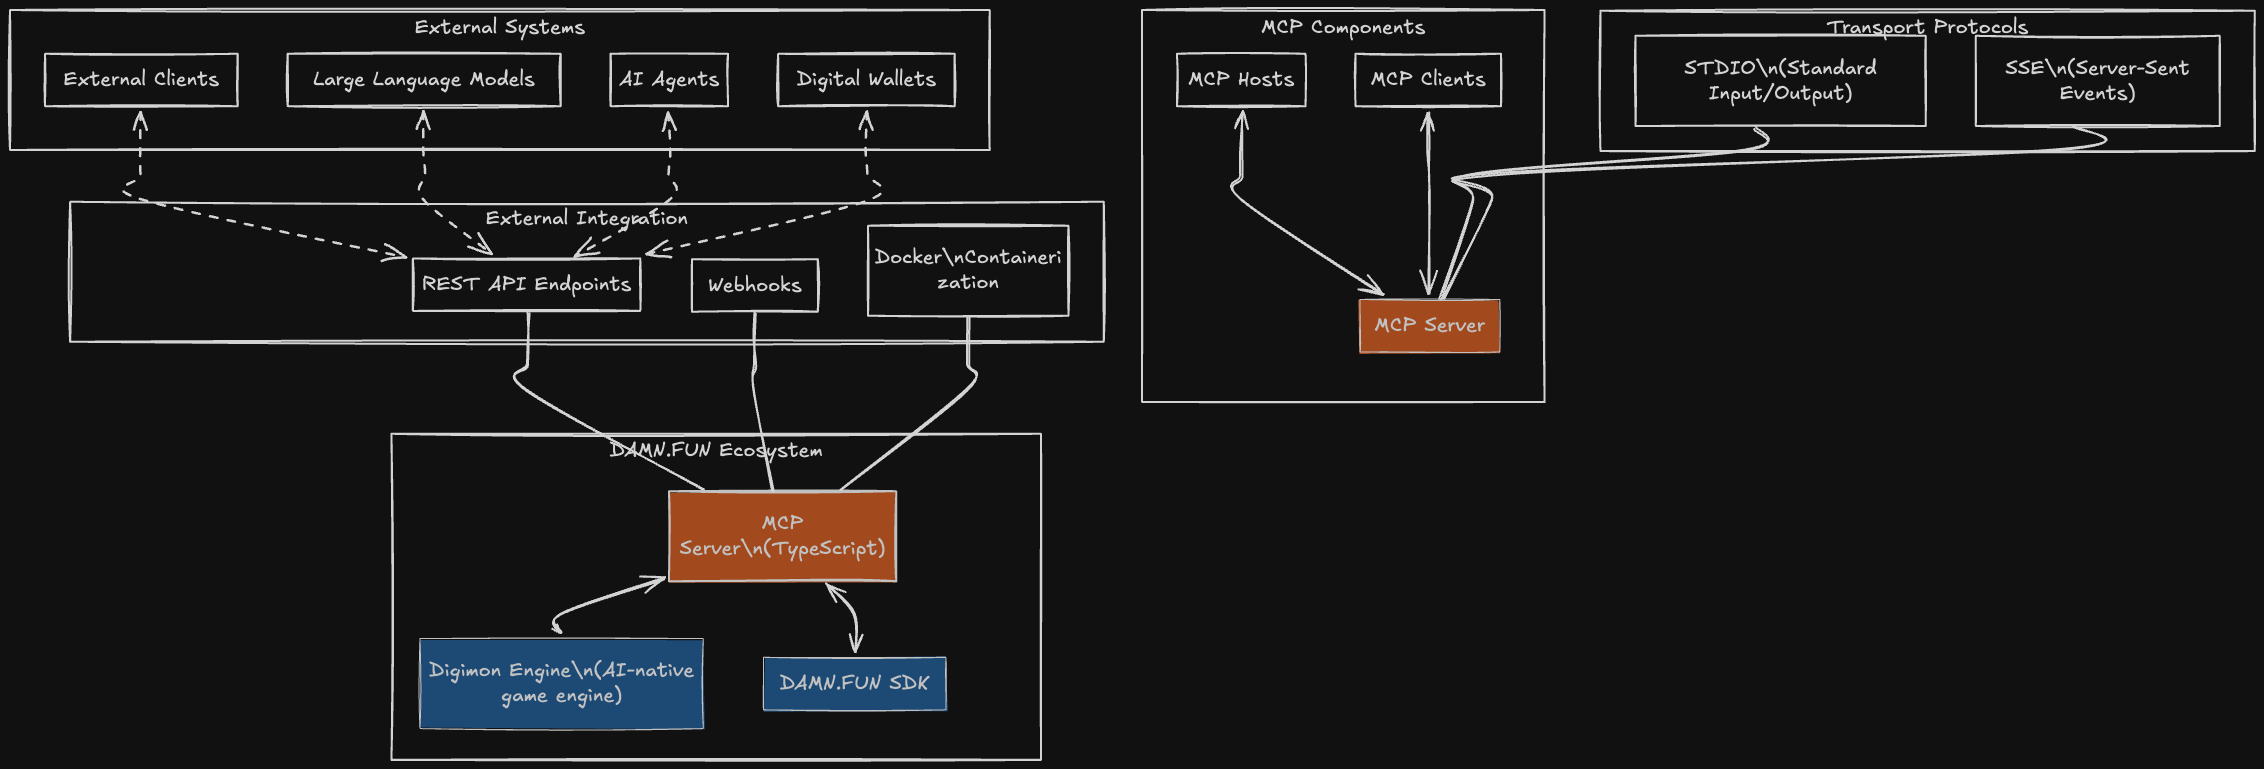 External Systems
External Clients
Large Language Models
AI Agents
Digital Wallets
External Integration
REST API Endpoints
Webhooks
Docker\nContaineri
zation
DAMN.FUN Ecosystem
MCP
Server\n(TypeScript)
Digimon Engine\n(AI-native
game engine)
DAMN.FUN SDK
MCP Components
MCP Hosts
MCP Clients
MCP Server
Transport Protocols
STDIO\n(Standard
Input/Output)
SSE\n(Server-Sent
Events)